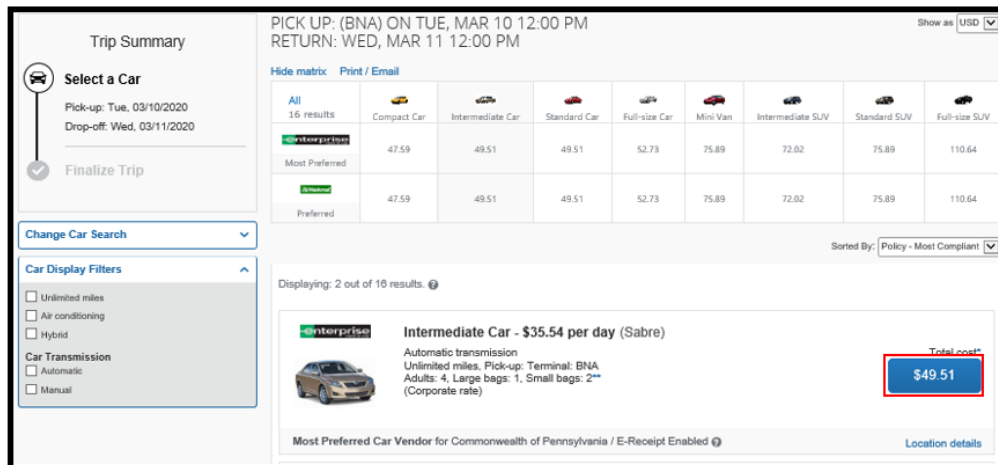 Trip Summary
Select a Car
Pick-up: Tue, 03/10/2020
Drop-off: Wed, 03/11/2020
Finalize Trip
Change Car Search
Car Display Filters
Unlimited miles
Air conditioning
Hybrid
Car Transmission
Automatic
Manual
PICK UP: (BNA) ON TUE, MAR 10 12:00 PM
RETURN: WED, MAR 11 12:00 PM
Show as USD
Hide matrix Print / Email
All
16 results Compact Car Intermediate Car Standard Car Full-size Car Mini Van Intermediate SUV Standard SUV Full-size SUV
enterprise
Most Preferred 47.59 49.51 49.51 52.73 75.89 72.02 75.89 110.64
National
Preferred 47.59 49.51 49.51 52.73 75.89 72.02 75.89 110.64
Sorted By: Policy - Most Compliant
Displaying: 2 out of 16 results.
enterprise
Intermediate Car - $35.54 per day (Sabre)
Automatic transmission
Unlimited miles, Pick-up: Terminal: BNA
Adults: 4, Large bags: 1, Small bags: 2**
(Corporate rate)
Total cost*
$49.51
Most Preferred Car Vendor for Commonwealth of Pennsylvania / E-Receipt Enabled
Location details